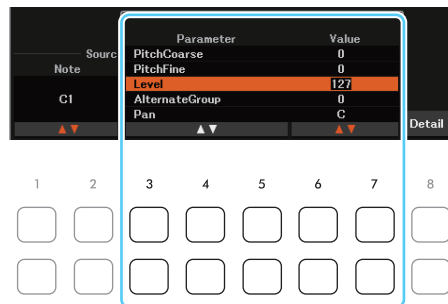 Parameter Value
Sourc PitchCoarse 0
Note PitchFine 0
Level 127
C1 AlternateGroup 0
Pan C
Detail
1 2 3 4 5 6 7 8